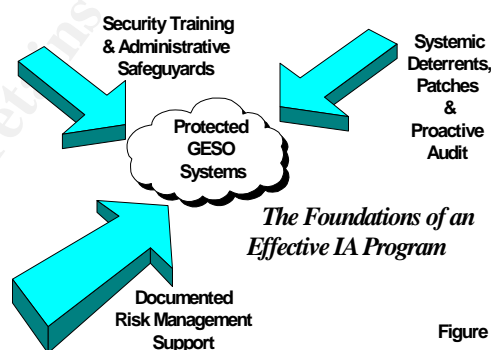 Security Training
& Administrative
Safeguyards
Systemic
Deterrents,
Patches
&
Proactive
Audit
Protected
GESO
Systems
The Foundations of an
Effective IA Program
Documented
Risk Management
Support
Figure